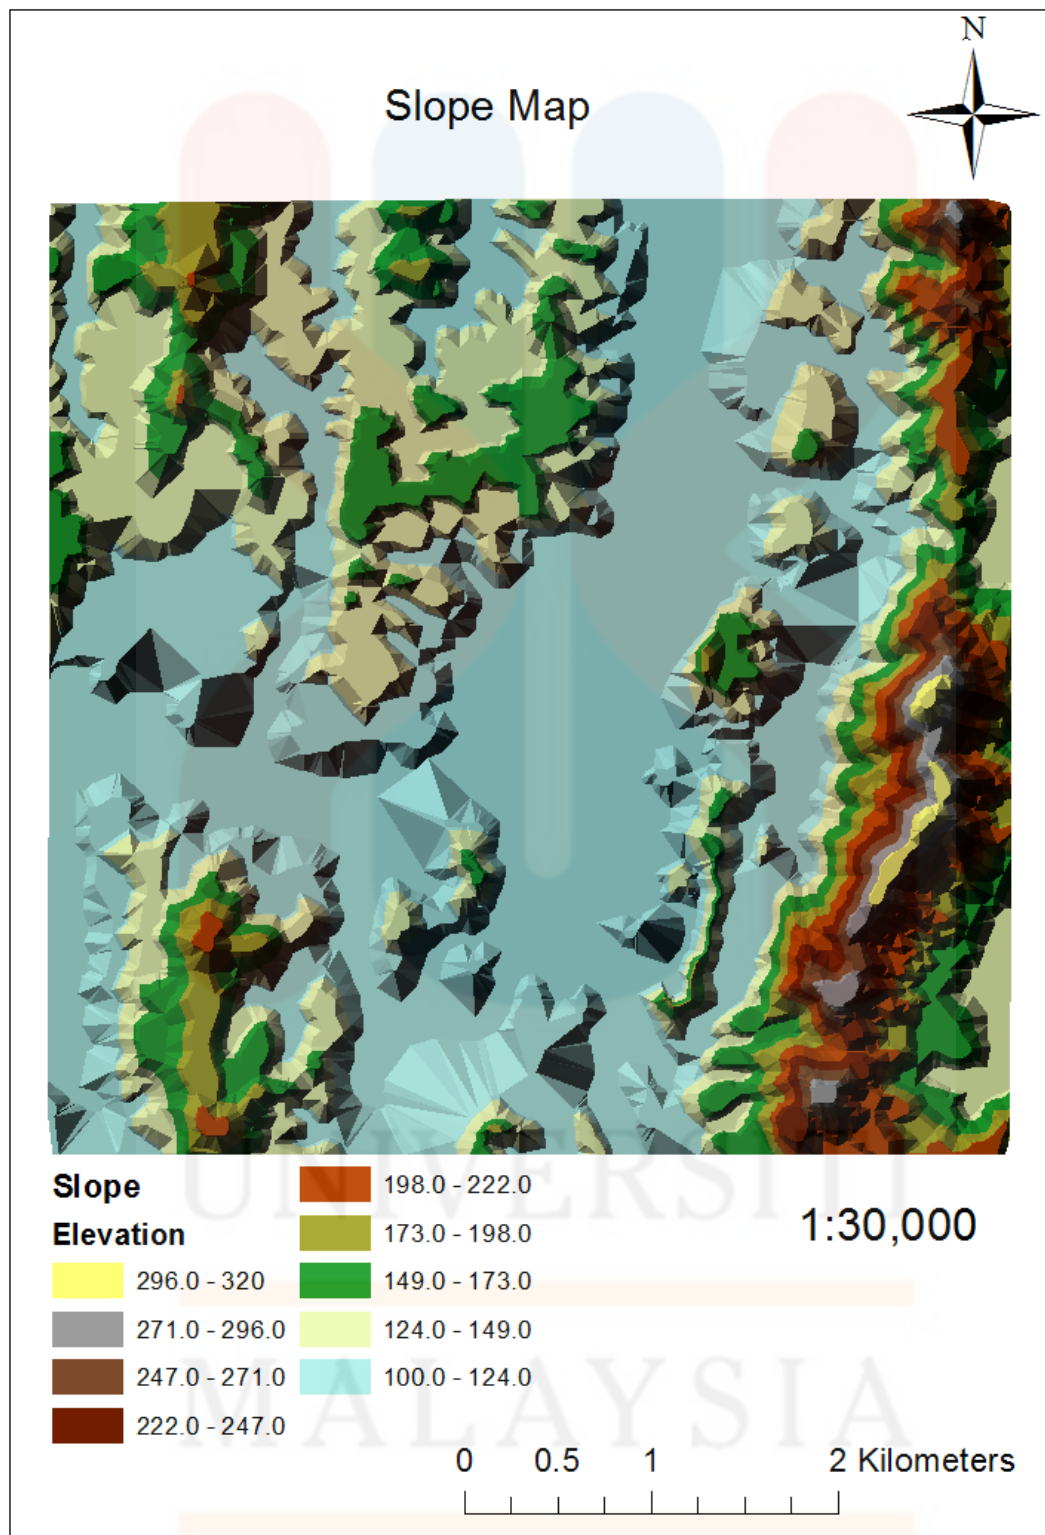 N
Slope Map
Slope
Elevation
296.0 - 320
271.0 - 296.0
247.0 - 271.0
222.0 - 247.0
198.0 - 222.0
173.0 - 198.0
149.0 - 173.0
124.0 - 149.0
100.0 - 124.0
1:30,000
UNIVERSITI
MALAYSIA
0 0.5 1 2 Kilometers